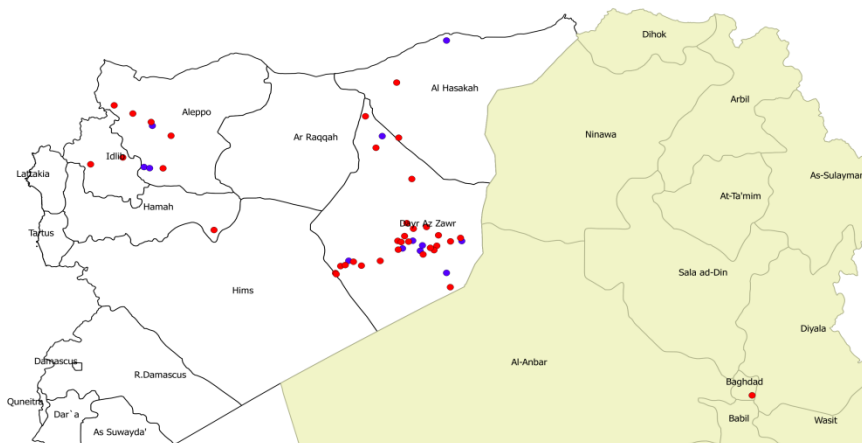 Dihok
Al Hasakah
Arbil
Aleppo
Ar Raqqah
Ninawa
Idlib
Lattakia
As-Sulayman
At-Ta'mim
Hamah
Tartus
Dayr Az Zawr
Sala ad-Din
Hims
Diyala
Damascus
Al-Anbar
R.Damascus
Baghdad
Quneitra
Dar`a
As Suwayda'
Babil
Wasit